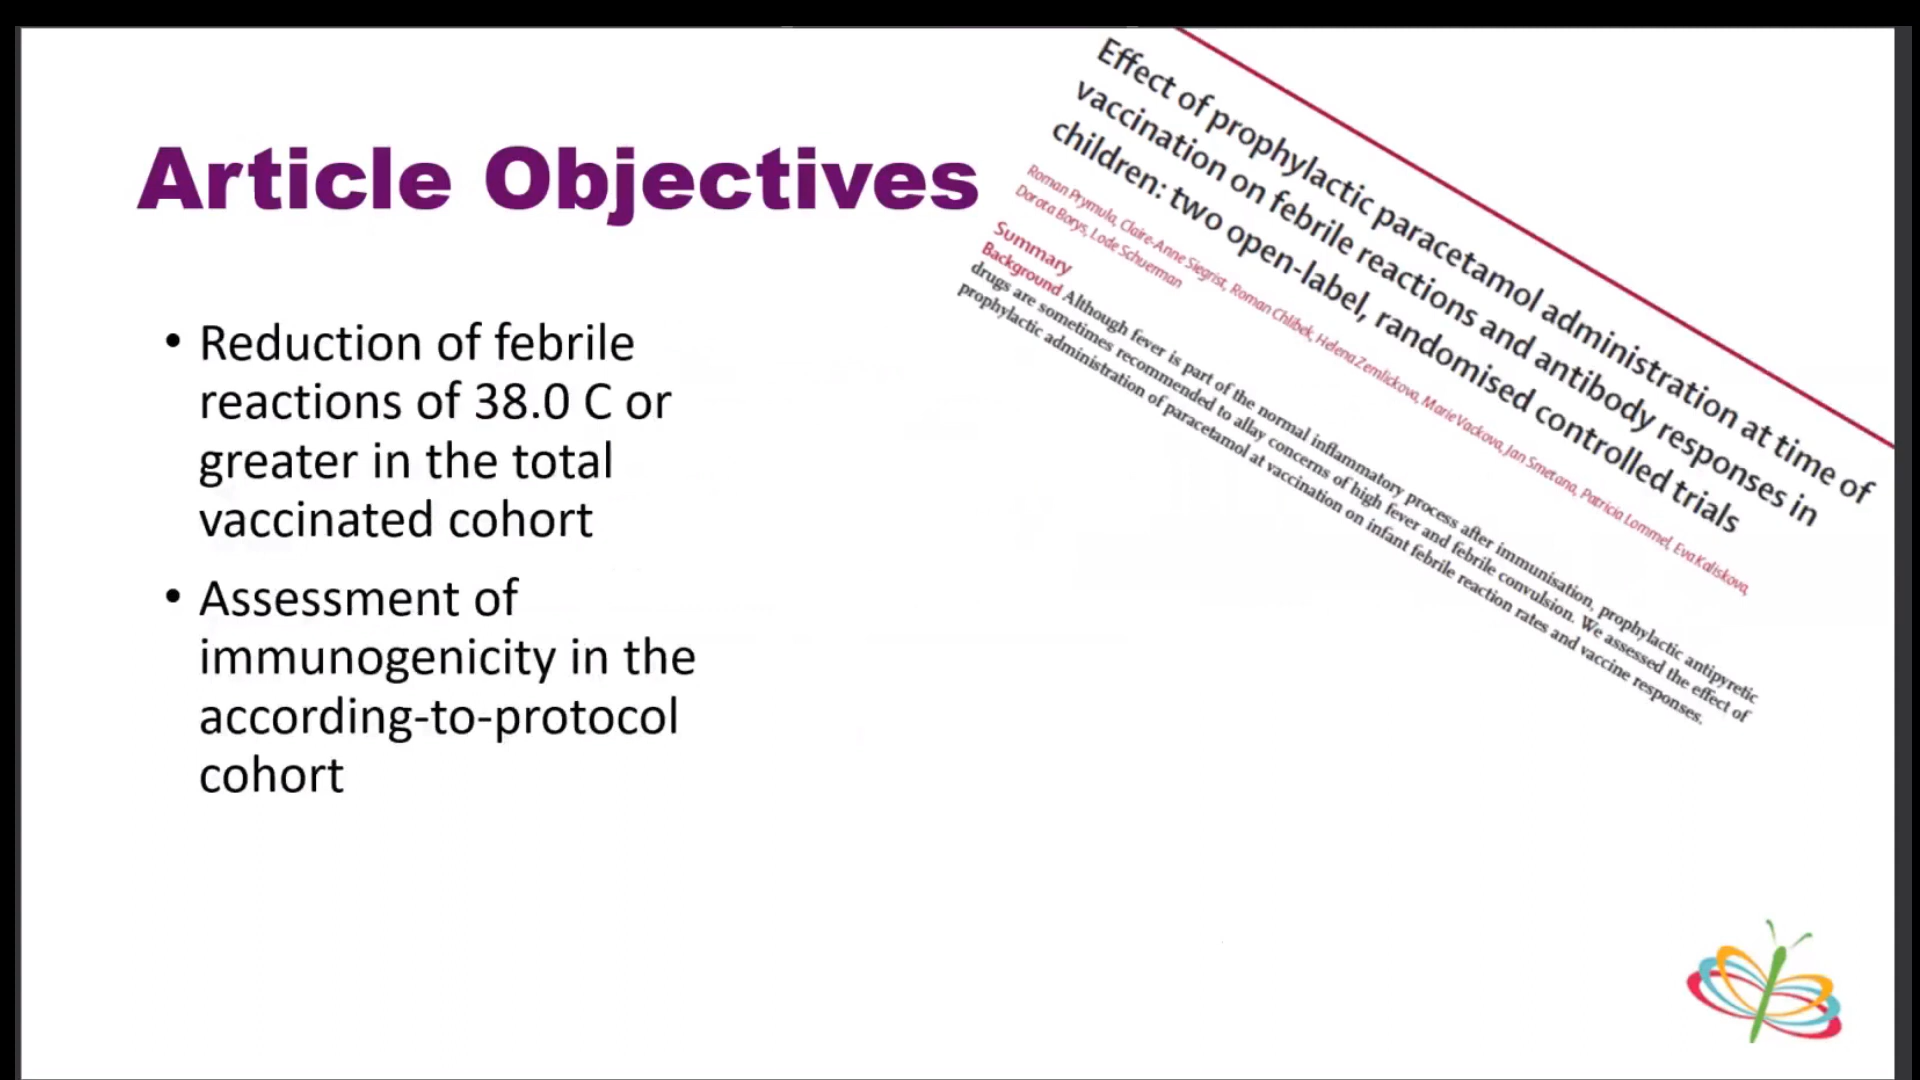 Article Objectives
• Reduction of febrile
reactions of 38.0 C or
greater in the total
vaccinated cohort
• Assessment of
immunogenicity in the
according-to-protocol
cohort
Effect of prophylactic paracetamol administration at time of
vaccination on febrile reactions and antibody responses in
children: two open-label, randomised controlled trials
Roman Prymula, Claire-Anne Siegrist, Roman Chlibek, Helena Zemlickova, Marie Vackova, Jan Smetana, Patricia Lommel, Eva Kaliskova,
Dorota Borys, Lode Schuerman
Summary
Background Although fever is part of the normal inflammatory process after immunisation, prophylactic antipyretic
drugs are sometimes recommended to allay concerns of high fever and febrile convulsion. We assessed the effect of
prophylactic administration of paracetamol at vaccination on infant febrile reaction rates and vaccine responses.